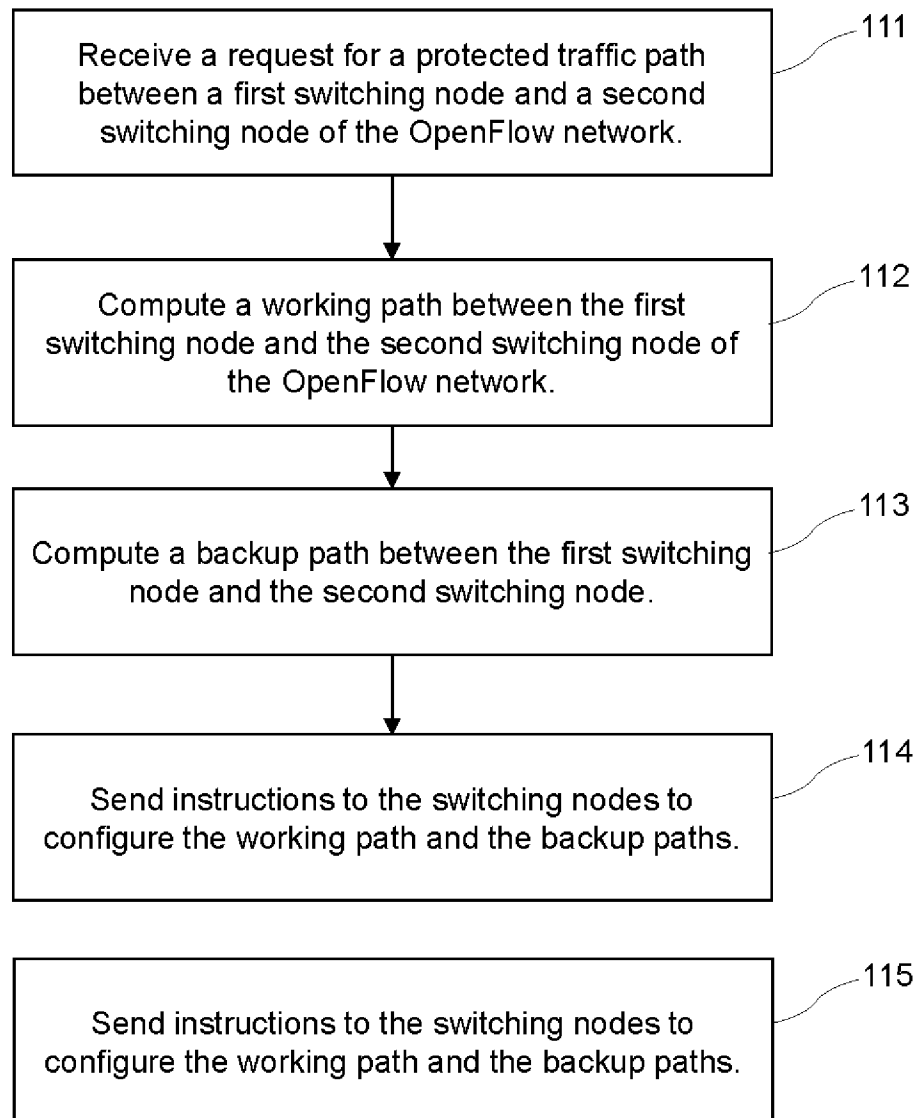 111
Receive a request for a protected traffic path
between a first switching node and a second
switching node of the OpenFlow network.
112
Compute a working path between the first
switching node and the second switching node of
the OpenFlow network.
113
Compute a backup path between the first switching
node and the second switching node.
114
Send instructions to the switching nodes to
configure the working path and the backup paths.
115
Send instructions to the switching nodes to
configure the working path and the backup paths.